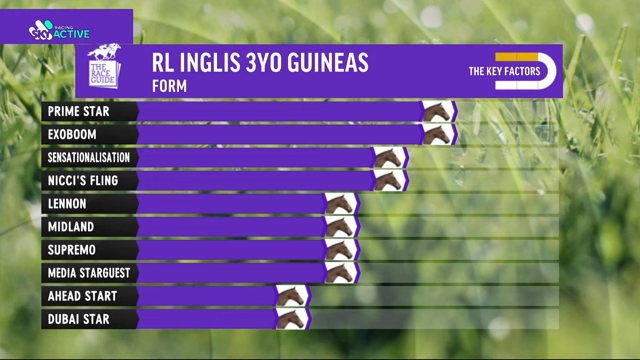 SKY RACING
ACTIVE
THE
RACE
GUIDE
RL INGLIS 3YO GUINEAS
FORM
THE KEY FACTORS
PRIME STAR
EXOBOOM
SENSATIONALISATION
NICCI'S FLING
LENNON
MIDLAND
SUPREMO
MEDIA STARGUEST
AHEAD START
DUBAI STAR